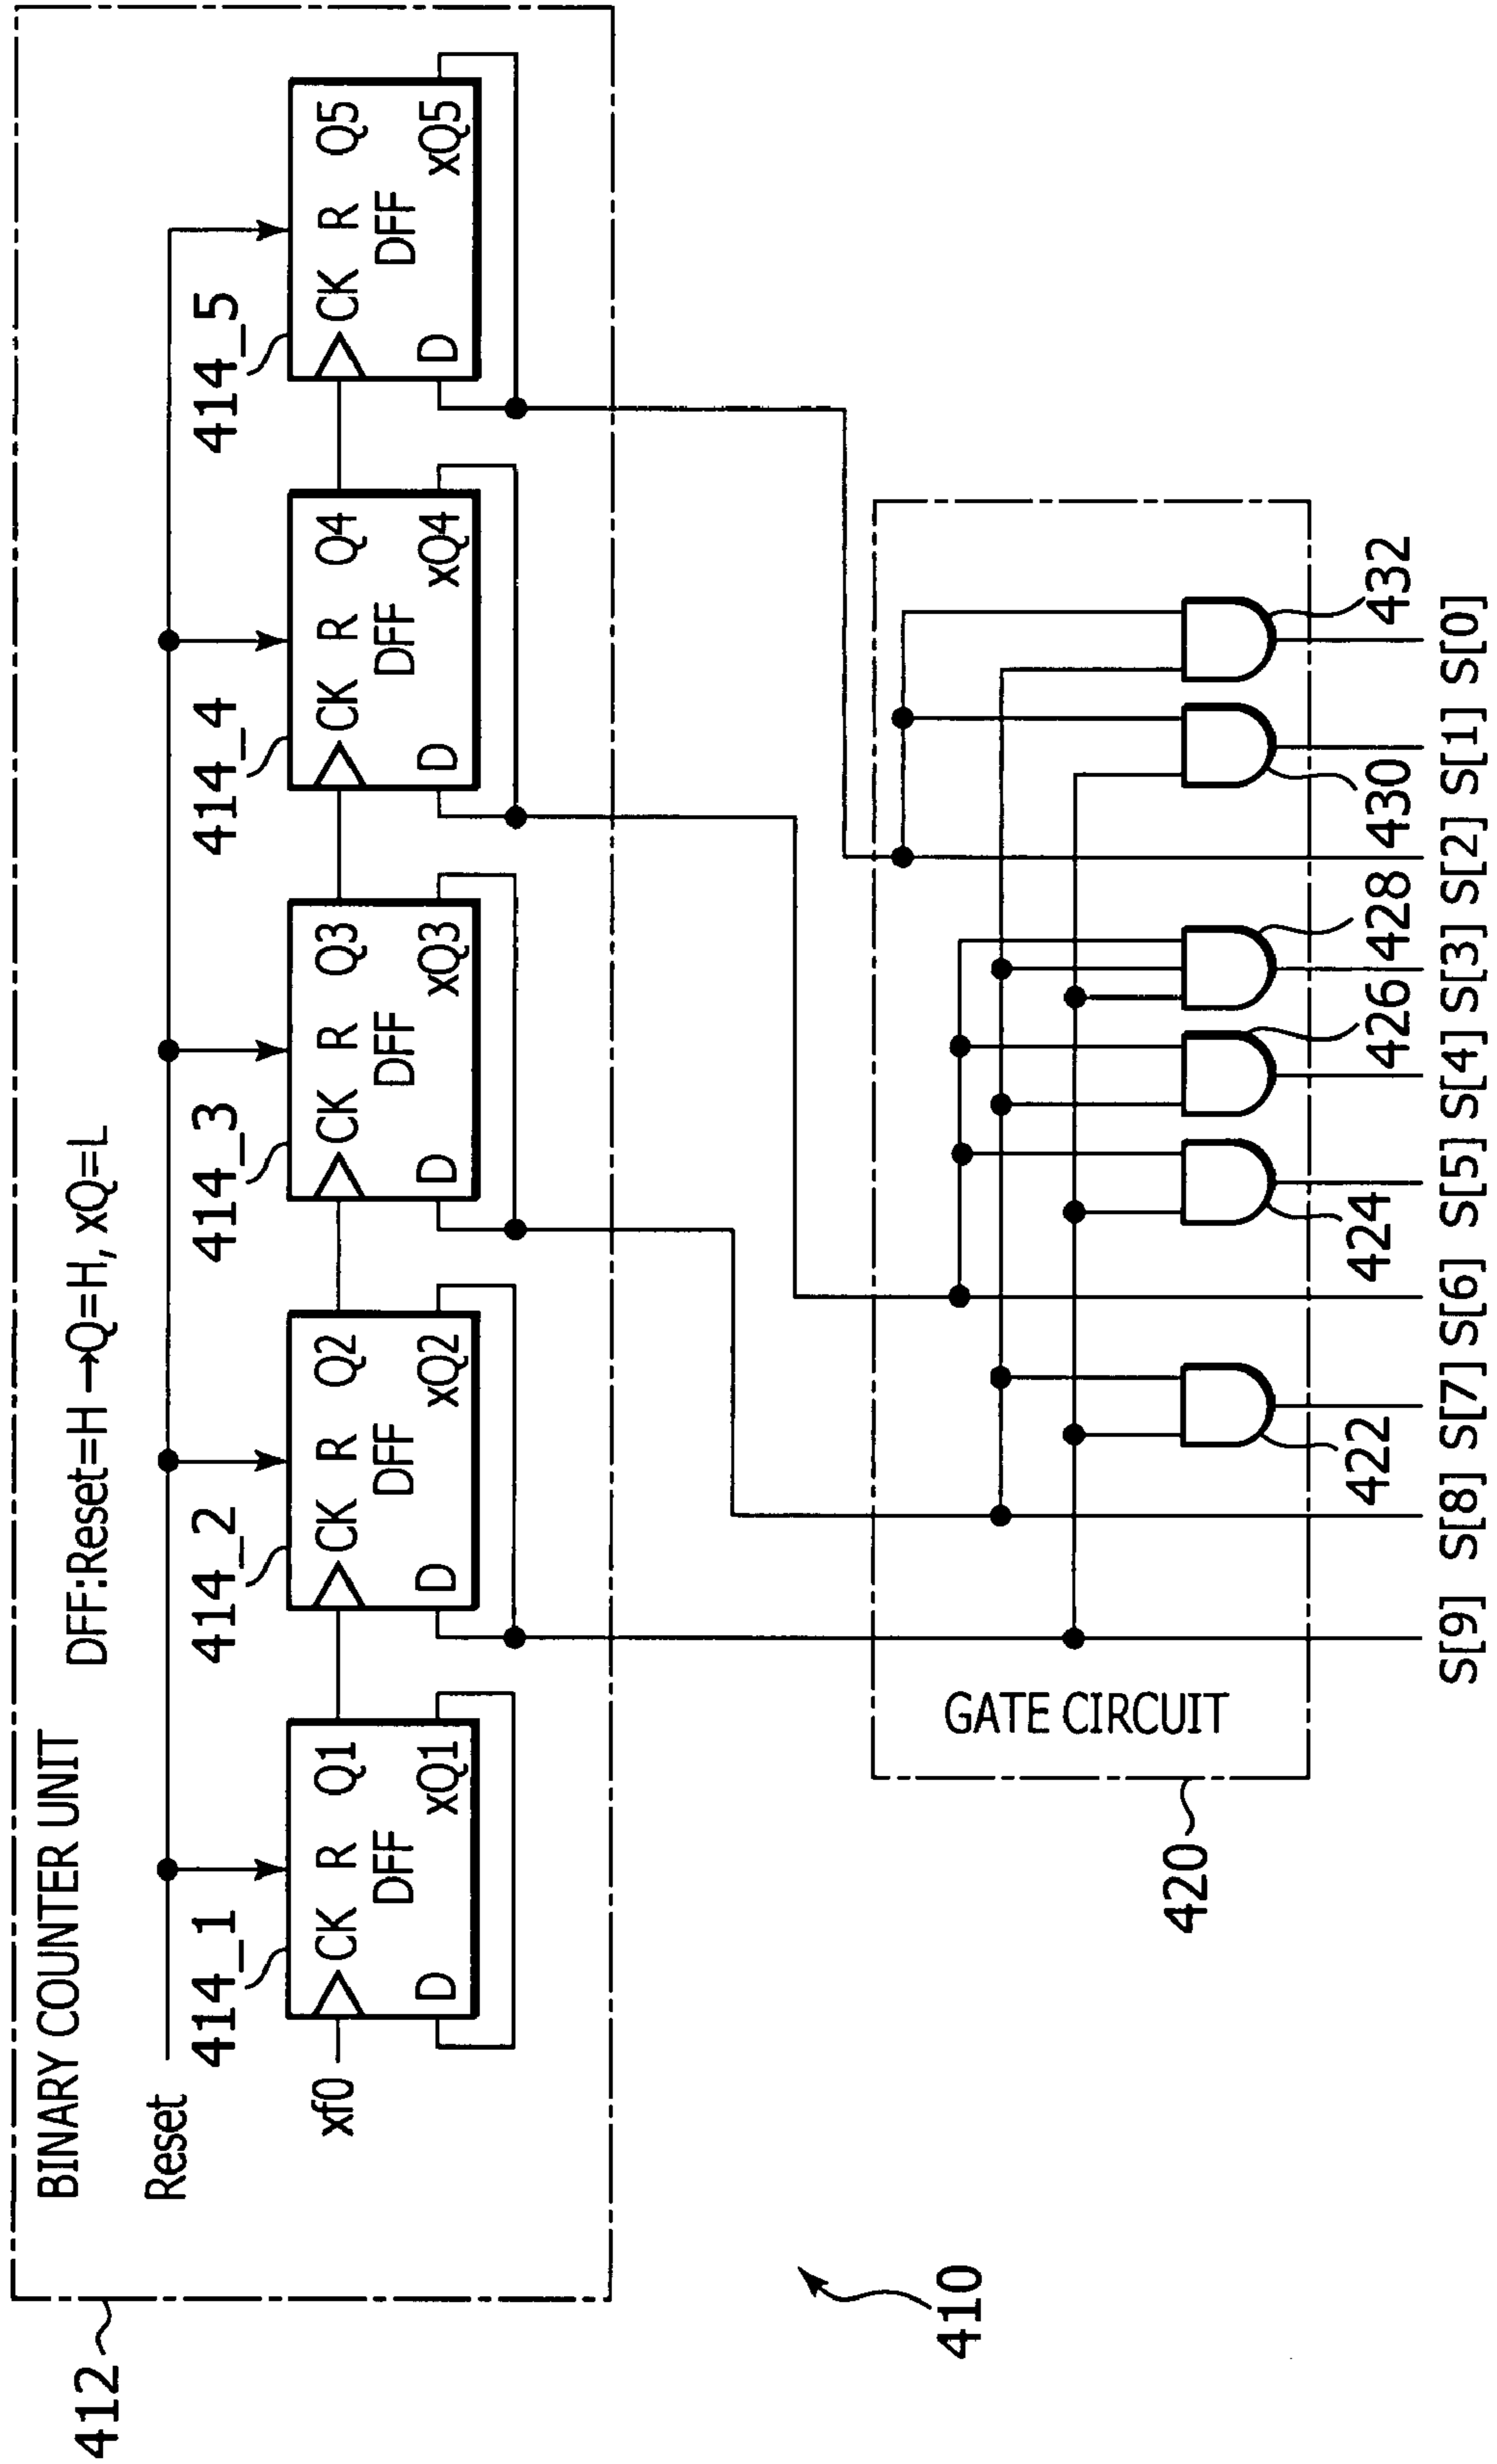 412
BINARY COUNTER UNIT
DFF:Reset=H →Q=H, xQ=L
Reset
414_1
414_2
414_3
414_4
414_5
xf0
CK R Q1
DFF
D xQ1
CK R Q2
DFF
D xQ2
CK R Q3
DFF
D xQ3
CK R Q4
DFF
D xQ4
CK R Q5
DFF
D xQ5
410
420
GATE CIRCUIT
422
424
426
428
430
432
S[9] S[8] S[7] S[6] S[5] S[4] S[3] S[2] S[1] S[0]